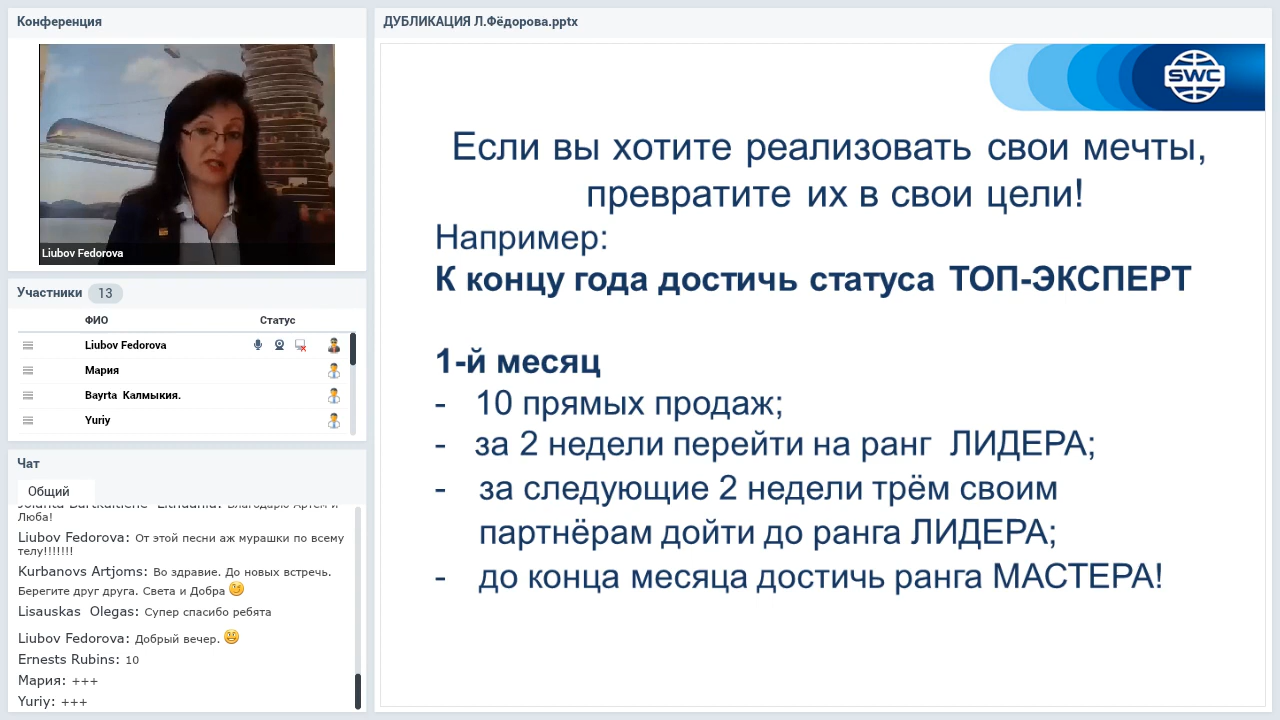 Конференция
Liubov Fedorova
Участники 13
ФИО Статус
Liubov Fedorova
Мария
Bayrta Калмыкия.
Yuriy
Чат
Общий
Благодарю Артём и
Люба!
Liubov Fedorova: От этой песни аж мурашки по всему
телу!!!!!!!
Kurbanovs Artjoms: Во здравие. До новых встречь.
Берегите друг друга. Света и Добра
Lisauskas Olegas: Супер спасибо ребята
Liubov Fedorova: Добрый вечер.
Ernests Rubins: 10
Мария: +++
Yuriy: +++
ДУБЛИКАЦИЯ Л.Фёдорова.pptx
SWC
Если вы хотите реализовать свои мечты,
превратите их в свои цели!
Например:
К концу года достичь статуса ТОП-ЭКСПЕРТ
1-й месяц
- 10 прямых продаж;
- за 2 недели перейти на ранг ЛИДЕРА;
- за следующие 2 недели трём своим
партнёрам дойти до ранга ЛИДЕРА;
- до конца месяца достичь ранга МАСТЕРА!